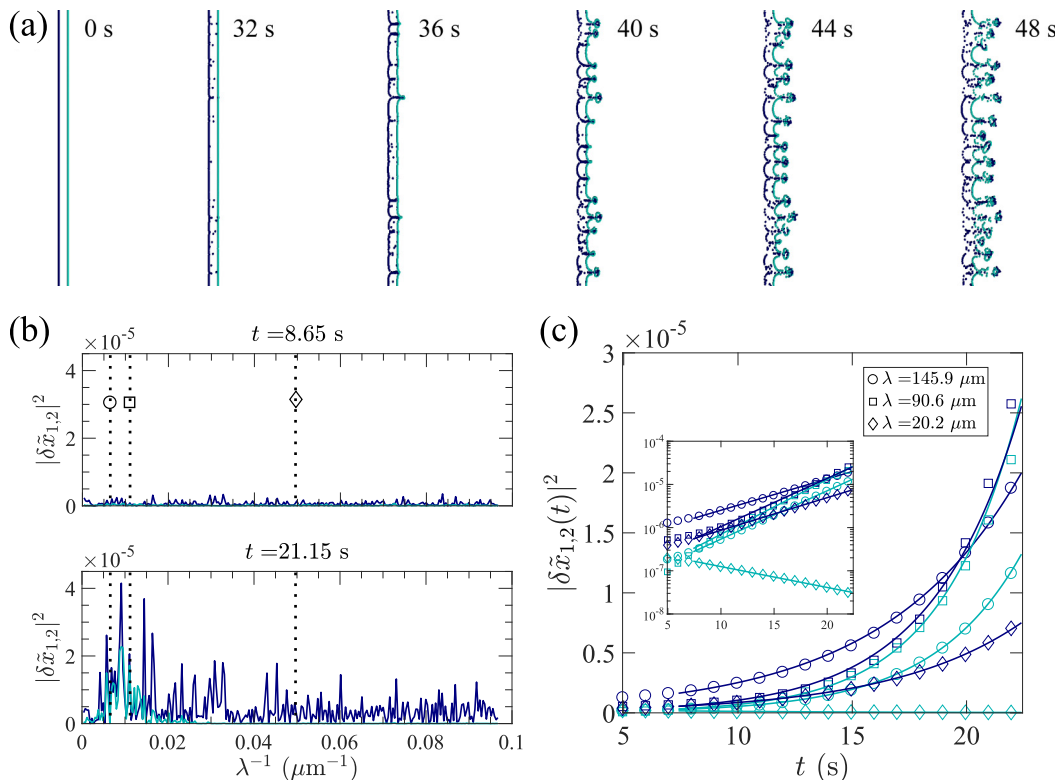 (a)
0 s
32 s
36 s
40 s
44 s
48 s
(b)
t =8.65 s
×10⁻⁵
4
2
0
|δx̃₁,₂|²
t =21.15 s
×10⁻⁵
4
2
0
|δx̃₁,₂|²
0 0.02 0.04 0.06 0.08 0.1
λ⁻¹ (μm⁻¹)
(c)
×10⁻⁵
3
2.5
2
1.5
1
0.5
0
|δx̃₁,₂(t)|²
λ =145.9 μm
λ =90.6 μm
λ =20.2 μm
10⁻⁴
10⁻⁵
10⁻⁶
10⁻⁷
10⁻⁸
5 10 15 20
5 10 15 20
t (s)